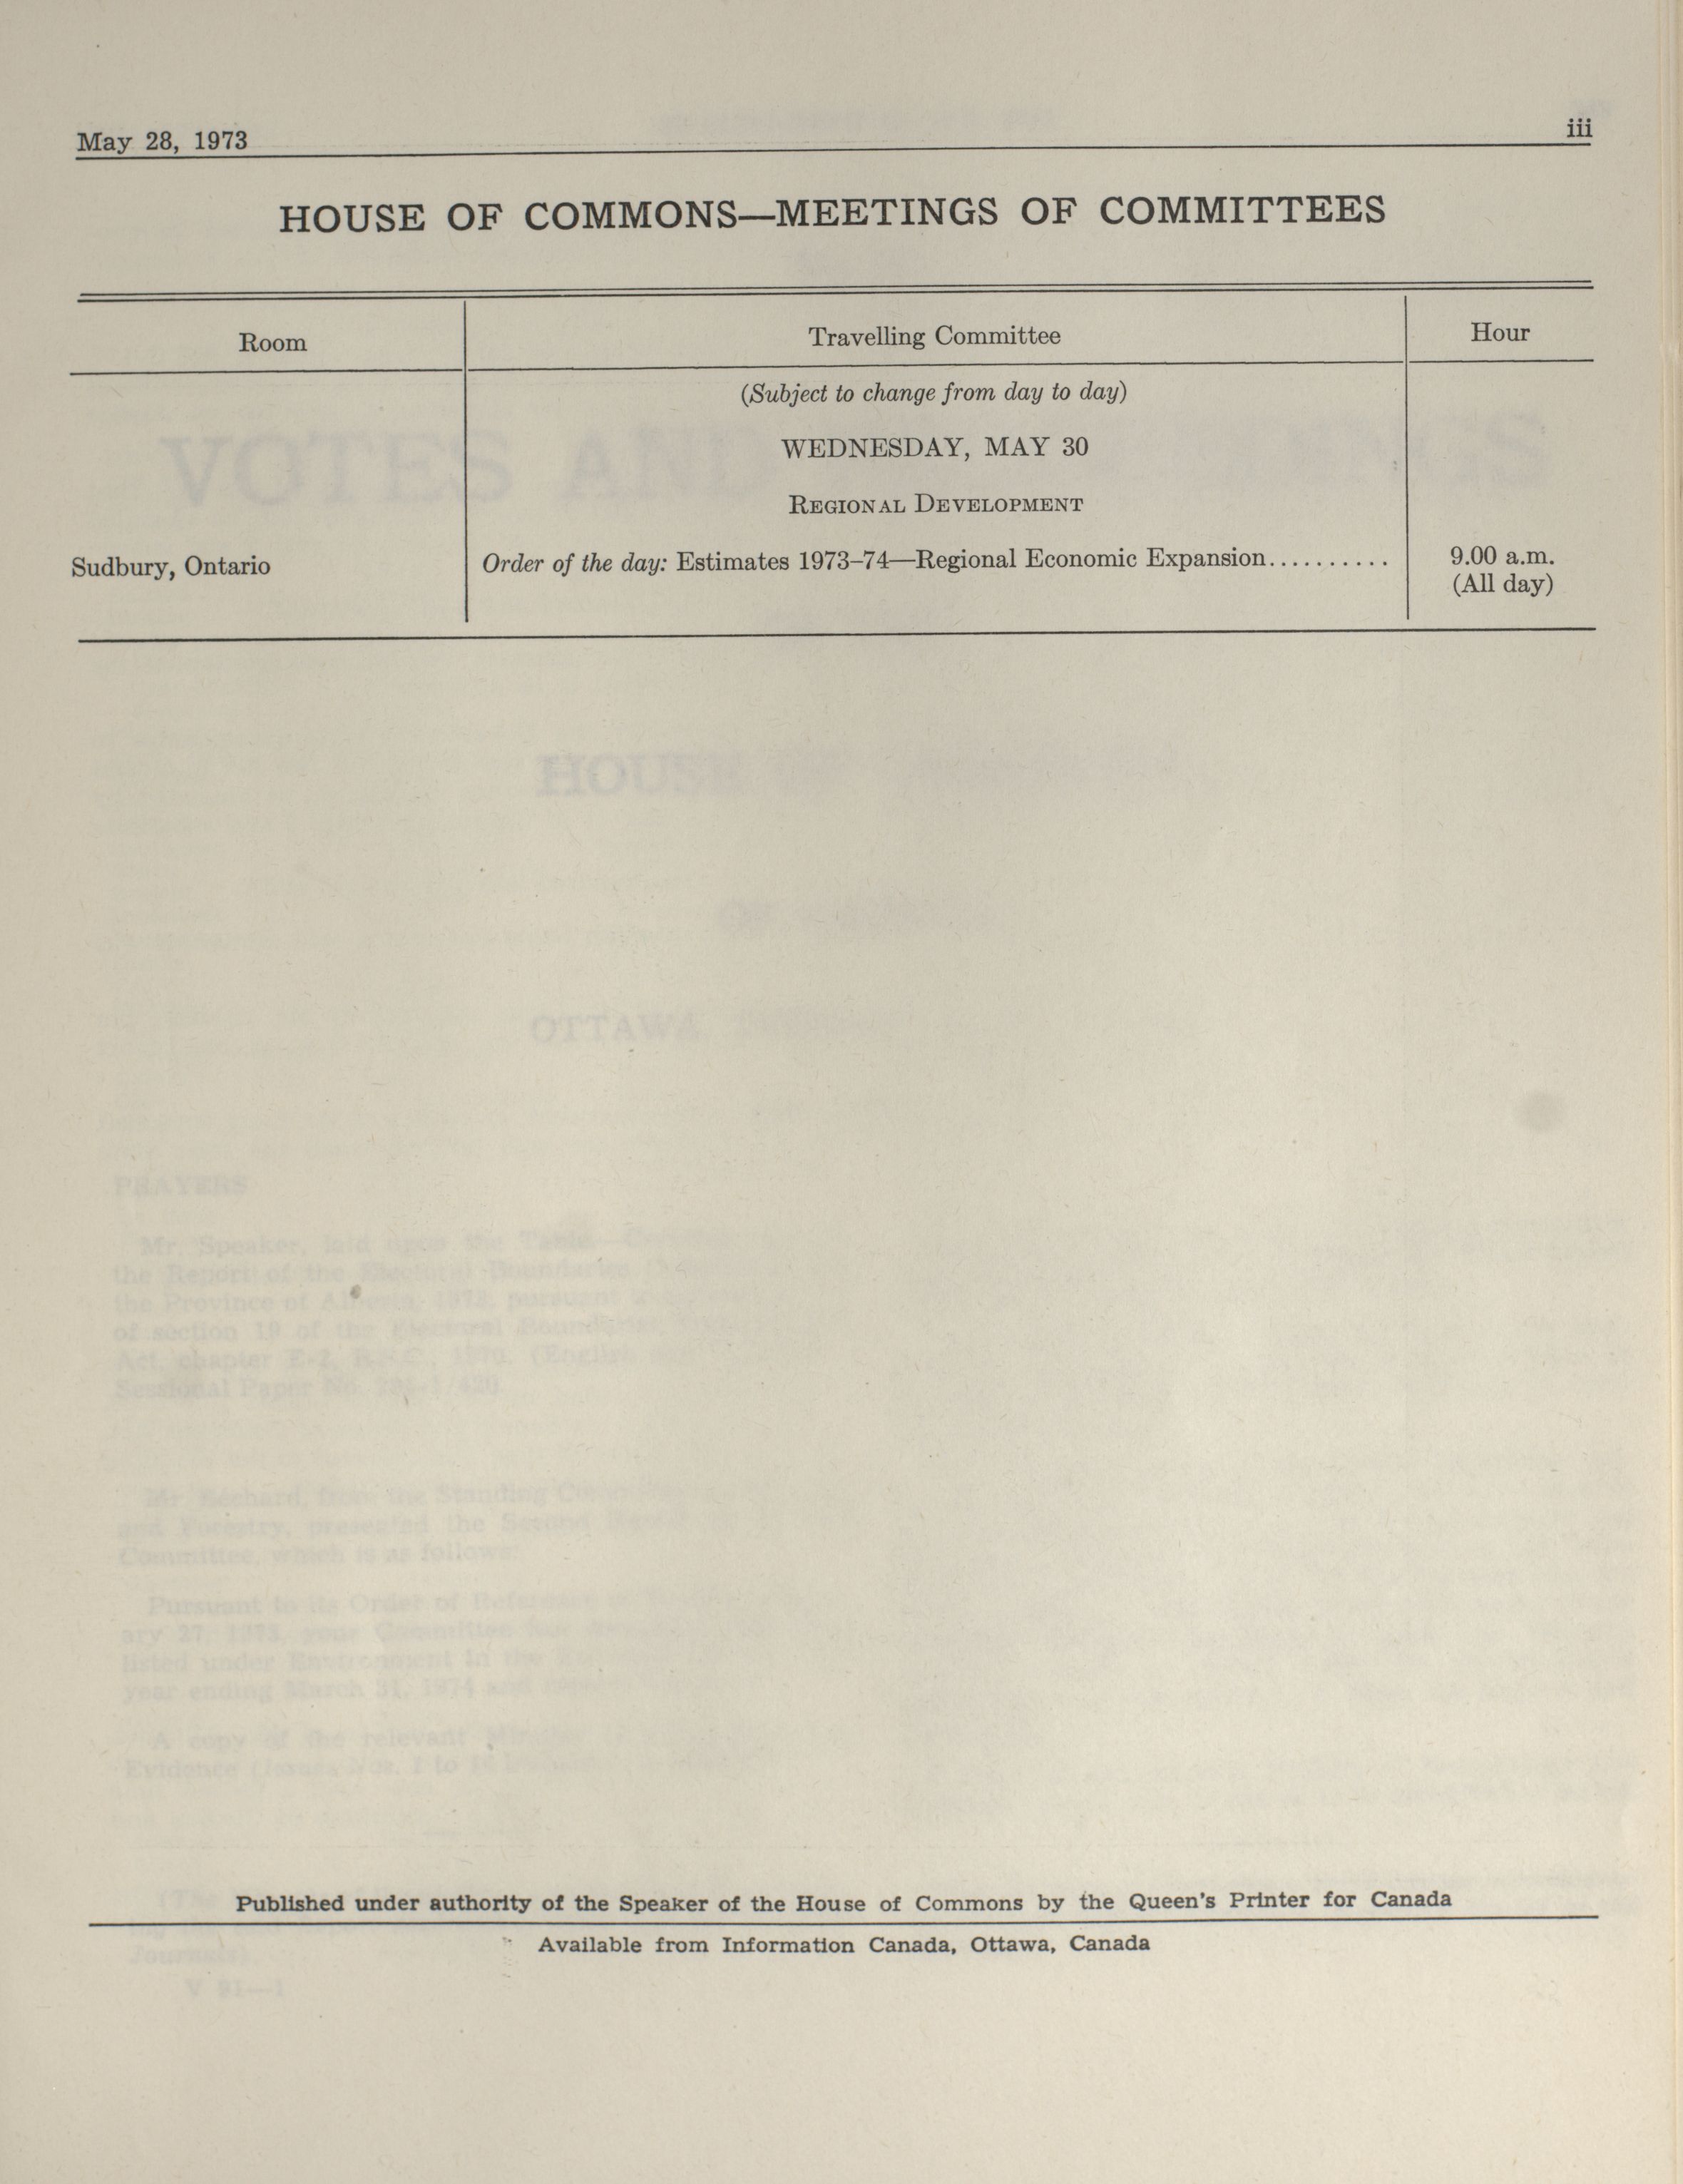 May 28, 1973
iii
HOUSE OF COMMONS—MEETINGS OF COMMITTEES
Room
Travelling Committee
Hour
(Subject to change from day to day)
WEDNESDAY, MAY 30
REGIONAL DEVELOPMENT
Sudbury, Ontario
Order of the day: Estimates 1973–74—Regional Economic Expansion..........
9.00 a.m.
(All day)
Published under authority of the Speaker of the House of Commons by the Queen's Printer for Canada
Available from Information Canada, Ottawa, Canada